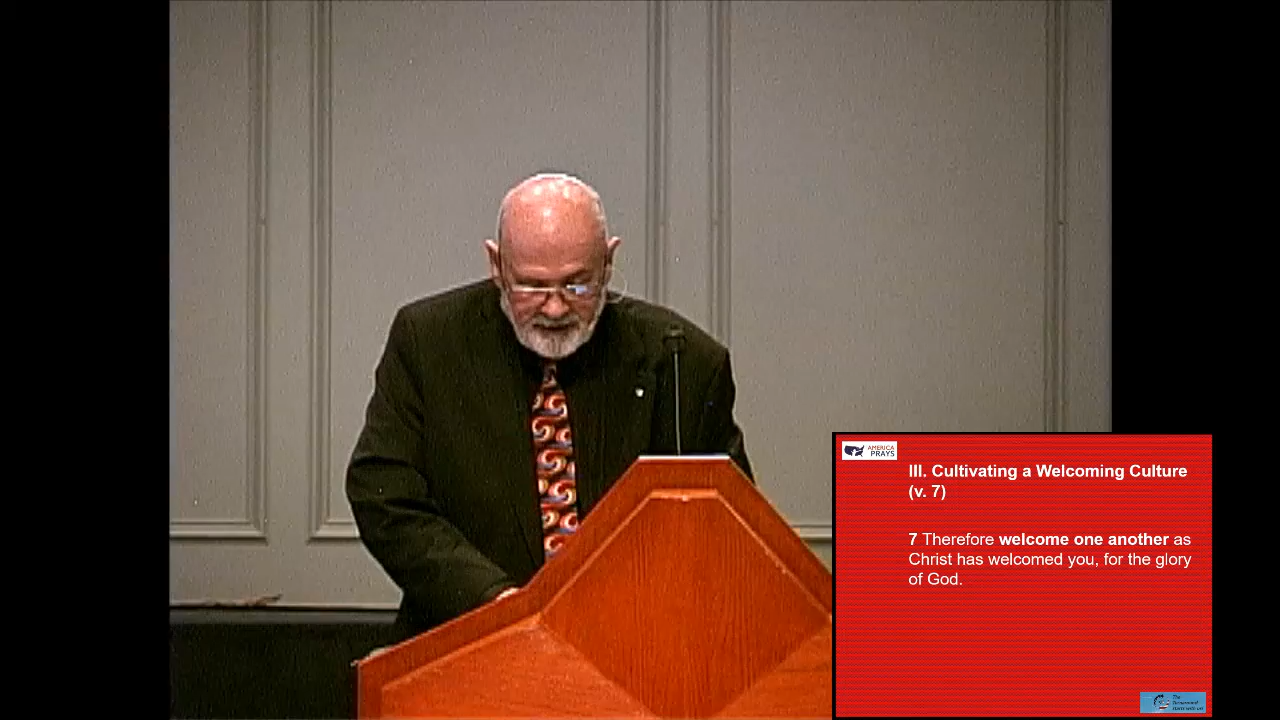 AMERICA
PRAYS
III. Cultivating a Welcoming Culture
(v. 7)
7 Therefore welcome one another as
Christ has welcomed you, for the glory
of God.
The